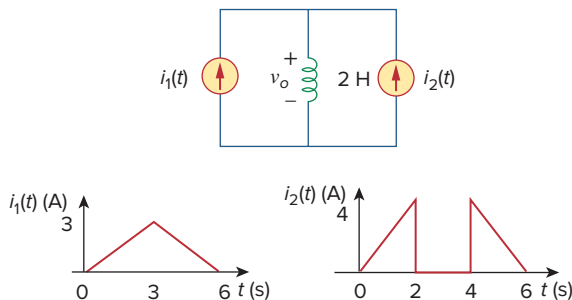 +
i1(t) vo 2 H i2(t)
−
i1(t) (A)
3
0 3 6 t (s)
i2(t) (A)
4
0 2 4 6 t (s)